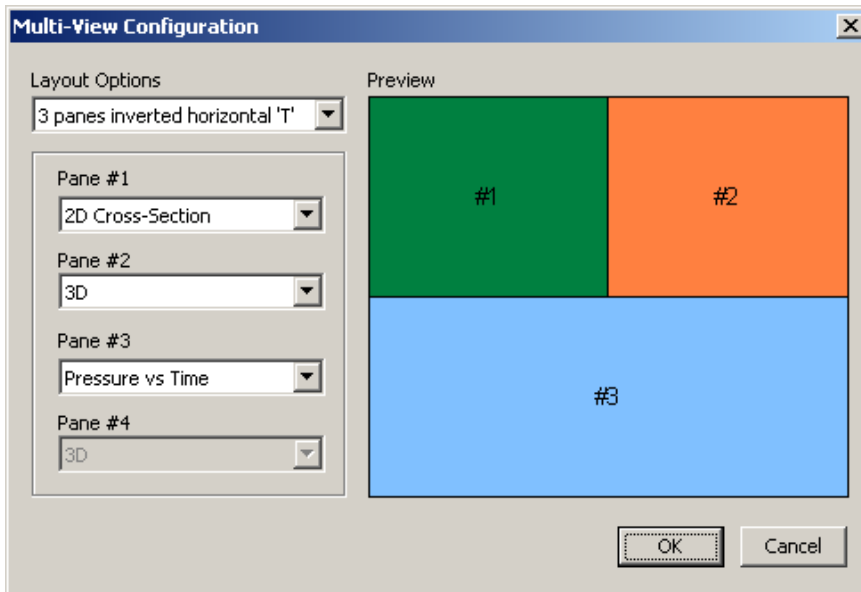 Multi-View Configuration
Layout Options
3 panes inverted horizontal 'T'
Pane #1
2D Cross-Section
Pane #2
3D
Pane #3
Pressure vs Time
Pane #4
3D
Preview
#1
#2
#3
OK
Cancel